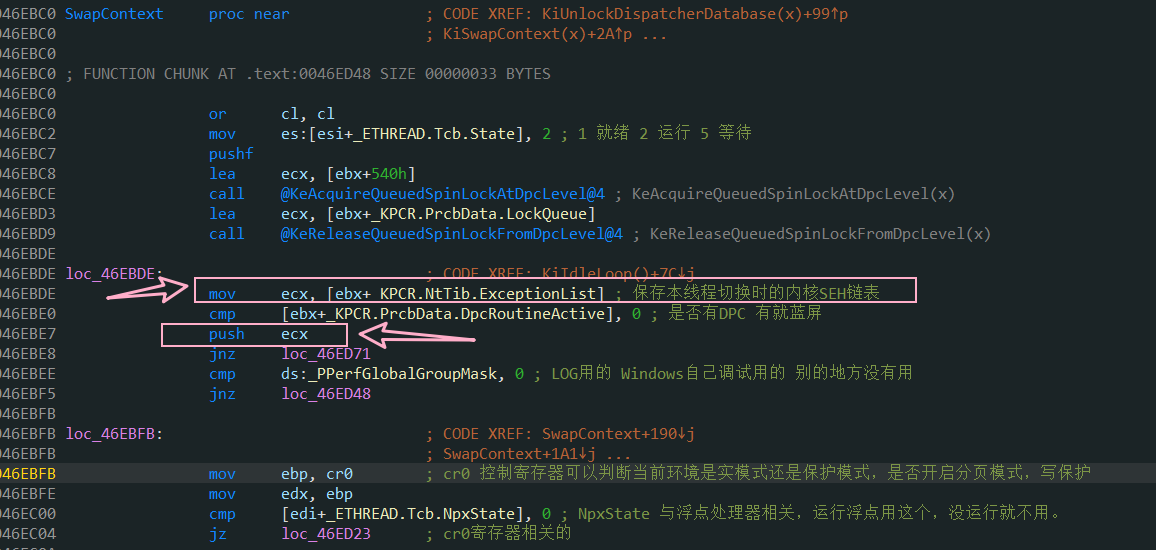 046EBC0 SwapContext proc near ; CODE XREF: KiUnlockDispatcherDatabase(x)+99↑p
046EBC0 ; KiSwapContext(x)+2A↑p ...
046EBC0
046EBC0 ; FUNCTION CHUNK AT .text:0046ED48 SIZE 00000033 BYTES
046EBC0
046EBC0 or cl, cl
046EBC2 mov es:[esi+_ETHREAD.Tcb.State], 2 ; 1 就绪 2 运行 5 等待
046EBC7 pushf
046EBC8 lea ecx, [ebx+540h]
046EBCE call @KeAcquireQueuedSpinLockAtDpcLevel@4 ; KeAcquireQueuedSpinLockAtDpcLevel(x)
046EBD3 lea ecx, [ebx+_KPCR.PrcbData.LockQueue]
046EBD9 call @KeReleaseQueuedSpinLockFromDpcLevel@4 ; KeReleaseQueuedSpinLockFromDpcLevel(x)
046EBDE
046EBDE loc_46EBDE: ; CODE XREF: KiIdleLoop()+7C↓j
046EBDE mov ecx, [ebx+_KPCR.NtTib.ExceptionList] ; 保存本线程切换时的内核SEH链表
046EBE0 cmp [ebx+_KPCR.PrcbData.DpcRoutineActive], 0 ; 是否有DPC 有就蓝屏
046EBE7 push ecx
046EBE8 jnz loc_46ED71
046EBEE cmp ds:_PPerfGlobalGroupMask, 0 ; LOG用的 Windows自己调试用的 别的地方没有用
046EBF5 jnz loc_46ED48
046EBFB
046EBFB loc_46EBFB: ; CODE XREF: SwapContext+190↓j
046EBFB ; SwapContext+1A1↓j ...
046EBFB mov ebp, cr0 ; cr0 控制寄存器可以判断当前环境是实模式还是保护模式，是否开启分页模式，写保护
046EBFE mov edx, ebp
046EC00 cmp [edi+_ETHREAD.Tcb.NpxState], 0 ; NpxState 与浮点处理器相关，运行浮点用这个，没运行就不用。
046EC04 jz loc_46ED23 ; cr0寄存器相关的